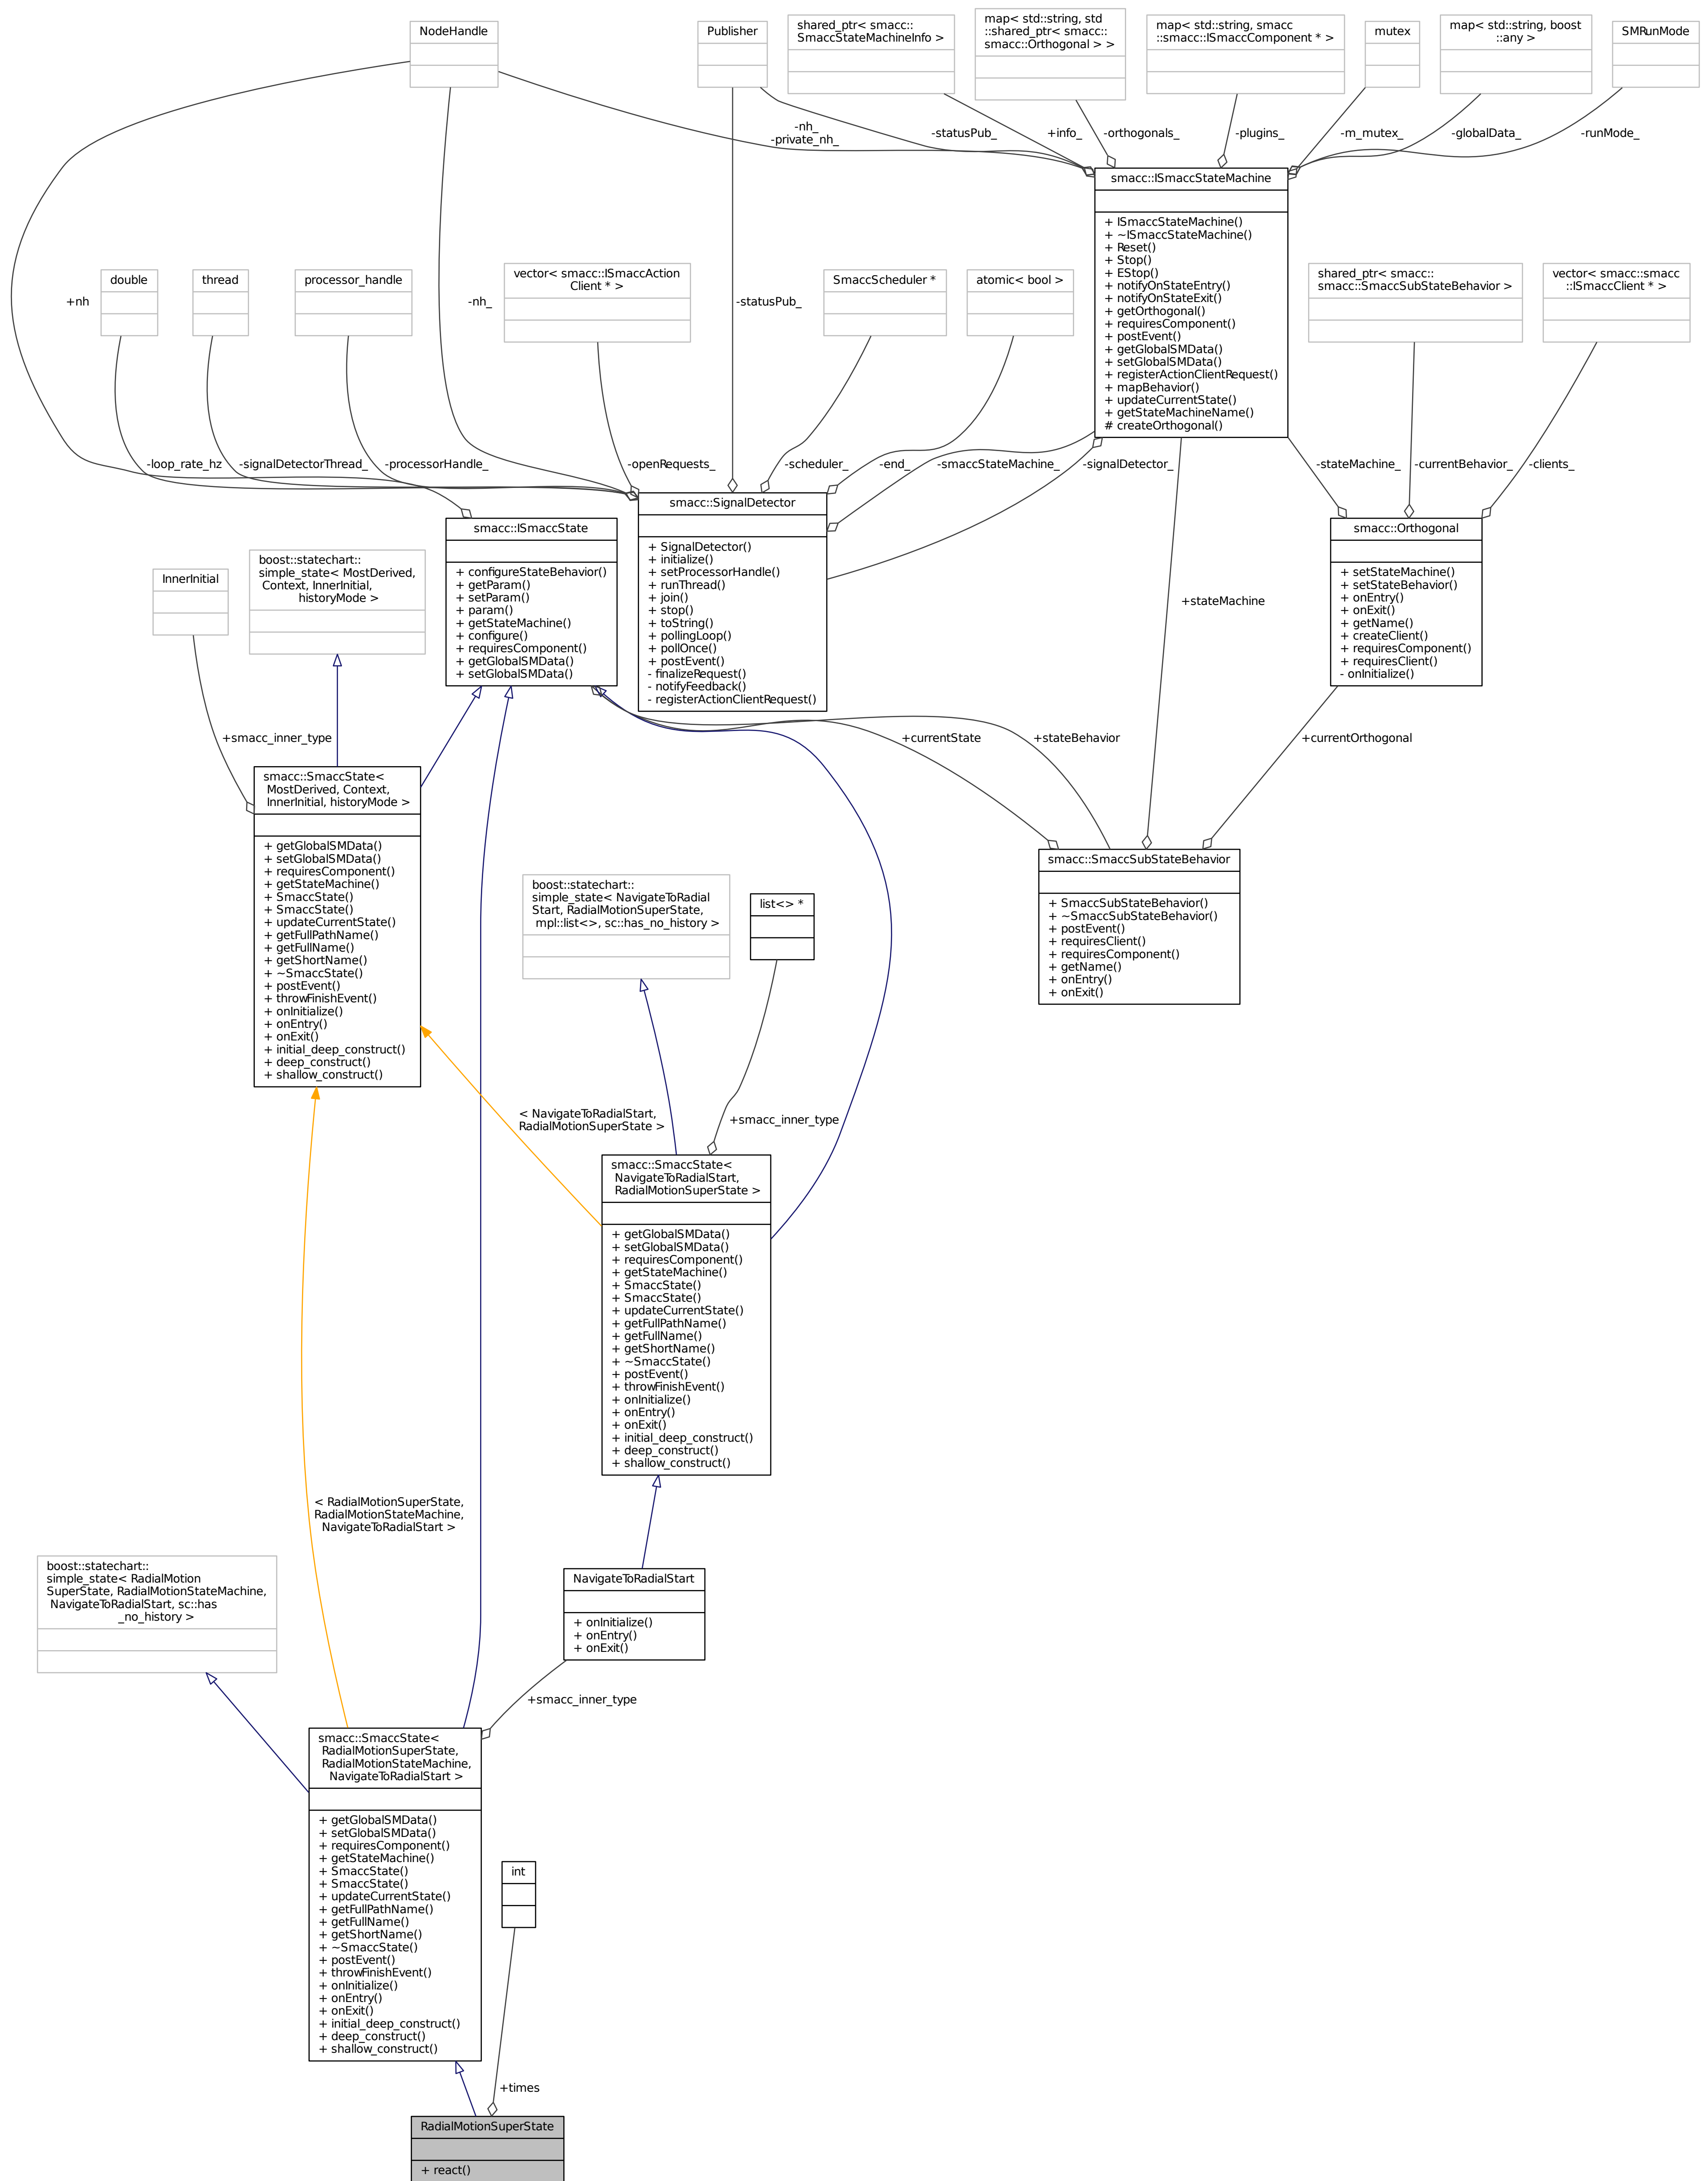 NodeHandle
Publisher
shared_ptr< smacc::
SmaccStateMachineInfo >
map< std::string, std
::shared_ptr< smacc::
smacc::Orthogonal > >
map< std::string, smacc
::smacc::ISmaccComponent * >
mutex
map< std::string, boost
::any >
SMRunMode
-nh_
-private_nh_
-statusPub_
+info_
-orthogonals_
-plugins_
-m_mutex_
-globalData_
-runMode_
smacc::ISmaccStateMachine
+ ISmaccStateMachine()
+ ~ISmaccStateMachine()
+ Reset()
+ Stop()
+ EStop()
+ notifyOnStateEntry()
+ notifyOnStateExit()
+ getOrthogonal()
+ requiresComponent()
+ postEvent()
+ getGlobalSMData()
+ setGlobalSMData()
+ registerActionClientRequest()
+ mapBehavior()
+ updateCurrentState()
+ getStateMachineName()
# createOrthogonal()
+nh
double
thread
processor_handle
-nh_
vector< smacc::ISmaccAction
Client * >
-statusPub_
SmaccScheduler *
atomic< bool >
shared_ptr< smacc::
smacc::SmaccSubStateBehavior >
vector< smacc::smacc
::ISmaccClient * >
-loop_rate_hz
-signalDetectorThread_
-processorHandle_
-openRequests_
-scheduler_
-end_
-smaccStateMachine_
-signalDetector_
-stateMachine_
-currentBehavior_
-clients_
smacc::SignalDetector
+ SignalDetector()
+ initialize()
+ setProcessorHandle()
+ runThread()
+ join()
+ stop()
+ toString()
+ pollingLoop()
+ pollOnce()
+ postEvent()
- finalizeRequest()
- notifyFeedback()
- registerActionClientRequest()
smacc::ISmaccState
+ configureStateBehavior()
+ getParam()
+ setParam()
+ param()
+ getStateMachine()
+ configure()
+ requiresComponent()
+ getGlobalSMData()
+ setGlobalSMData()
smacc::Orthogonal
+ setStateMachine()
+ setStateBehavior()
+ onEntry()
+ onExit()
+ getName()
+ createClient()
+ requiresComponent()
+ requiresClient()
- onInitialize()
InnerInitial
boost::statechart::
simple_state< MostDerived,
Context, InnerInitial,
historyMode >
+stateMachine
+smacc_inner_type
+currentState
+stateBehavior
+currentOrthogonal
smacc::SmaccState<
MostDerived, Context,
InnerInitial, historyMode >
+ getGlobalSMData()
+ setGlobalSMData()
+ requiresComponent()
+ getStateMachine()
+ SmaccState()
+ SmaccState()
+ updateCurrentState()
+ getFullPathName()
+ getFullName()
+ getShortName()
+ ~SmaccState()
+ postEvent()
+ throwFinishEvent()
+ onInitialize()
+ onEntry()
+ onExit()
+ initial_deep_construct()
+ deep_construct()
+ shallow_construct()
smacc::SmaccSubStateBehavior
+ SmaccSubStateBehavior()
+ ~SmaccSubStateBehavior()
+ postEvent()
+ requiresClient()
+ requiresComponent()
+ getName()
+ onEntry()
+ onExit()
boost::statechart::
simple_state< NavigateToRadial
Start, RadialMotionSuperState,
mpl::list<>, sc::has_no_history >
list<> *
< NavigateToRadialStart,
RadialMotionSuperState >
+smacc_inner_type
smacc::SmaccState<
NavigateToRadialStart,
RadialMotionSuperState >
+ getGlobalSMData()
+ setGlobalSMData()
+ requiresComponent()
+ getStateMachine()
+ SmaccState()
+ SmaccState()
+ updateCurrentState()
+ getFullPathName()
+ getFullName()
+ getShortName()
+ ~SmaccState()
+ postEvent()
+ throwFinishEvent()
+ onInitialize()
+ onEntry()
+ onExit()
+ initial_deep_construct()
+ deep_construct()
+ shallow_construct()
< RadialMotionSuperState,
RadialMotionStateMachine,
NavigateToRadialStart >
boost::statechart::
simple_state< RadialMotion
SuperState, RadialMotionStateMachine,
NavigateToRadialStart, sc::has
_no_history >
NavigateToRadialStart
+ onInitialize()
+ onEntry()
+ onExit()
+smacc_inner_type
smacc::SmaccState<
RadialMotionSuperState,
RadialMotionStateMachine,
NavigateToRadialStart >
+ getGlobalSMData()
+ setGlobalSMData()
+ requiresComponent()
+ getStateMachine()
+ SmaccState()
+ SmaccState()
+ updateCurrentState()
+ getFullPathName()
+ getFullName()
+ getShortName()
+ ~SmaccState()
+ postEvent()
+ throwFinishEvent()
+ onInitialize()
+ onEntry()
+ onExit()
+ initial_deep_construct()
+ deep_construct()
+ shallow_construct()
int
+times
RadialMotionSuperState
+ react()